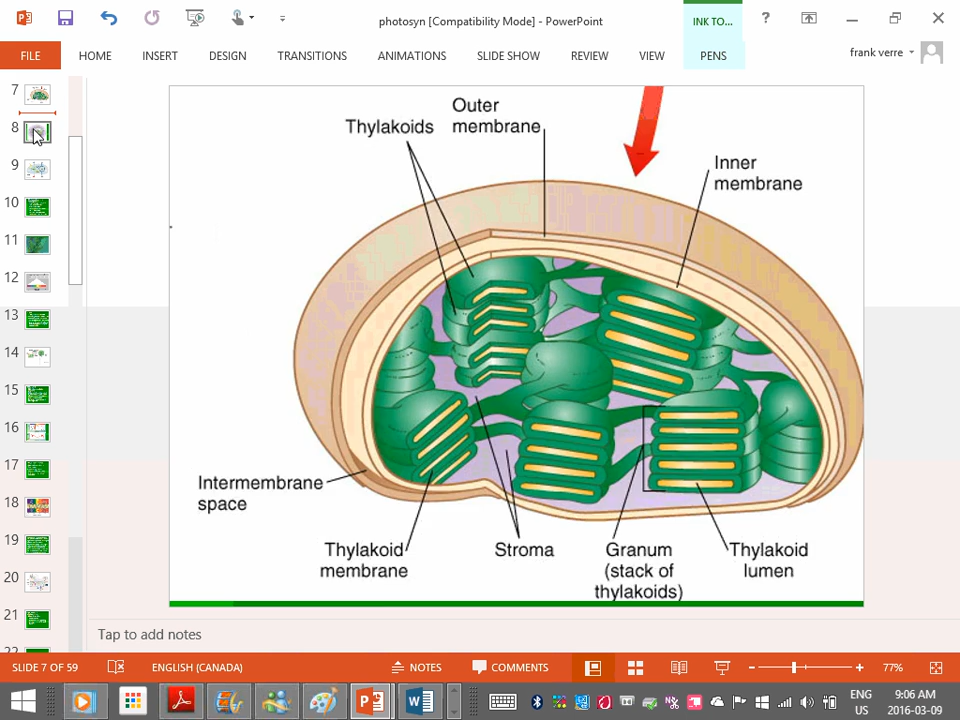 photosyn [Compatibility Mode] - PowerPoint
INK TO...
?
FILE
HOME
INSERT
DESIGN
TRANSITIONS
ANIMATIONS
SLIDE SHOW
REVIEW
VIEW
PENS
frank verre
7
8
9
10
11
12
13
14
15
16
17
18
19
20
21
Thylakoids
Outer
membrane
Inner
membrane
Intermembrane
space
Thylakoid
membrane
Stroma
Granum
(stack of
thylakoids)
Thylakoid
lumen
Tap to add notes
SLIDE 7 OF 59
ENGLISH (CANADA)
NOTES
COMMENTS
77%
ENG
US
9:06 AM
2016-03-09